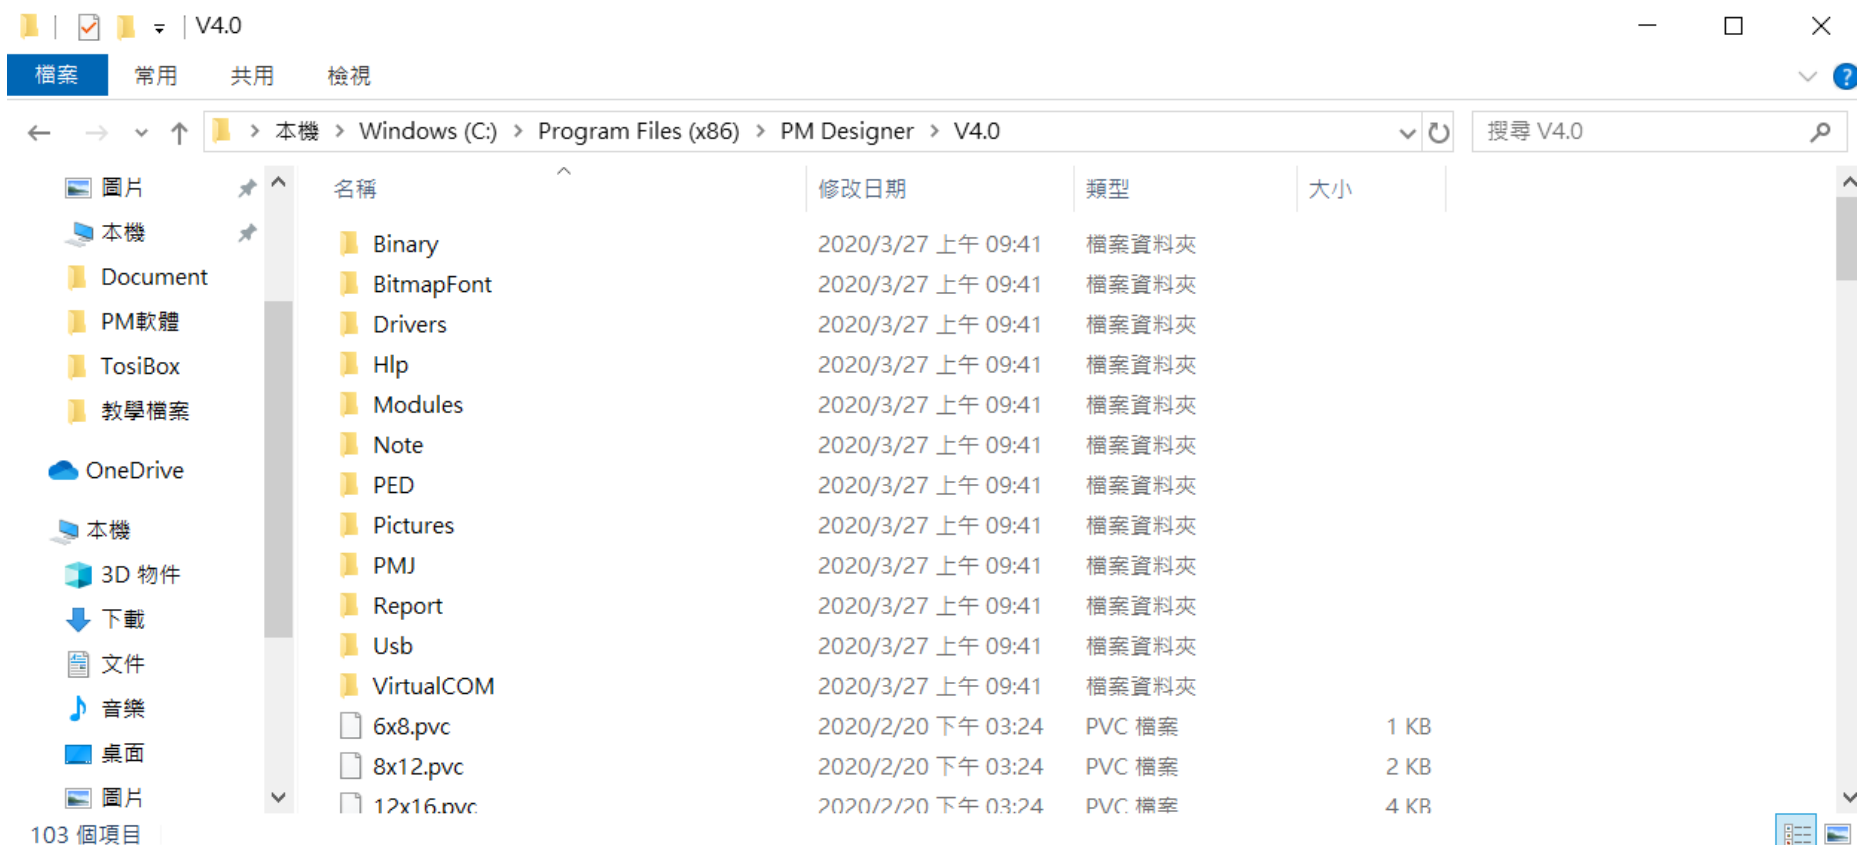 V4.0
檔案 常用 共用 檢視
本機 > Windows (C:) > Program Files (x86) > PM Designer > V4.0 搜尋 V4.0
圖片
本機
Document
PM軟體
TosiBox
教學檔案
OneDrive
本機
3D 物件
下載
文件
音樂
桌面
圖片
名稱 修改日期 類型 大小
Binary 2020/3/27 上午 09:41 檔案資料夾
BitmapFont 2020/3/27 上午 09:41 檔案資料夾
Drivers 2020/3/27 上午 09:41 檔案資料夾
Hlp 2020/3/27 上午 09:41 檔案資料夾
Modules 2020/3/27 上午 09:41 檔案資料夾
Note 2020/3/27 上午 09:41 檔案資料夾
PED 2020/3/27 上午 09:41 檔案資料夾
Pictures 2020/3/27 上午 09:41 檔案資料夾
PMJ 2020/3/27 上午 09:41 檔案資料夾
Report 2020/3/27 上午 09:41 檔案資料夾
Usb 2020/3/27 上午 09:41 檔案資料夾
VirtualCOM 2020/3/27 上午 09:41 檔案資料夾
6x8.pvc 2020/2/20 下午 03:24 PVC 檔案 1 KB
8x12.pvc 2020/2/20 下午 03:24 PVC 檔案 2 KB
12x16.pvc 2020/2/20 下午 03:24 PVC 檔案 4 KB
103 個項目